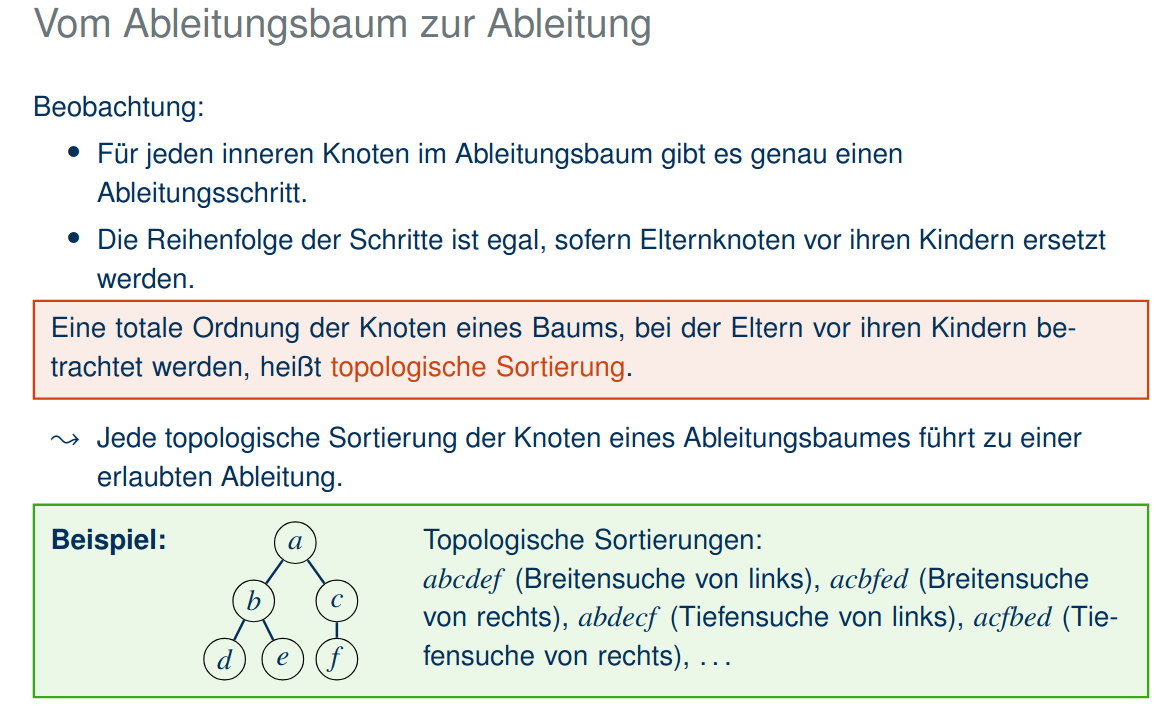 Vom Ableitungsbaum zur Ableitung
Beobachtung:
• Für jeden inneren Knoten im Ableitungsbaum gibt es genau einen
Ableitungsschritt.
• Die Reihenfolge der Schritte ist egal, sofern Elternknoten vor ihren Kindern ersetzt
werden.
Eine totale Ordnung der Knoten eines Baums, bei der Eltern vor ihren Kindern be-
trachtet werden, heißt topologische Sortierung.
⇝ Jede topologische Sortierung der Knoten eines Ableitungsbaumes führt zu einer
erlaubten Ableitung.
Beispiel:
a
b c
d e f
Topologische Sortierungen:
abcdef (Breitensuche von links), acbfed (Breitensuche
von rechts), abdecf (Tiefensuche von links), acfbed (Tie-
fensuche von rechts), . . .